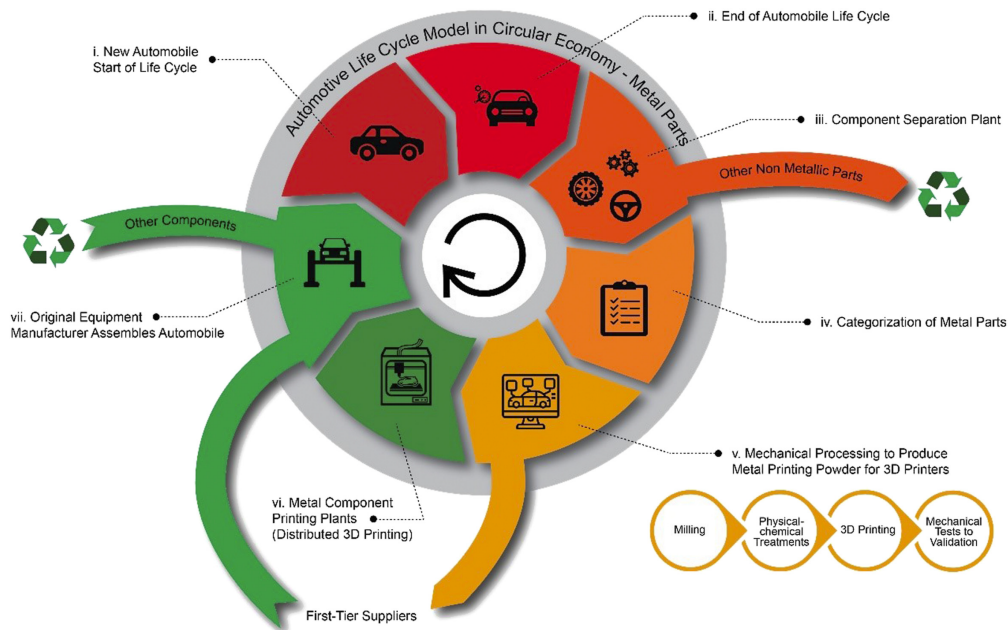 Automotive Life Cycle Model in Circular Economy - Metal Parts
i. New Automobile
Start of Life Cycle
ii. End of Automobile Life Cycle
iii. Component Separation Plant
Other Non Metallic Parts
Other Components
vii. Original Equipment
Manufacturer Assembles Automobile
iv. Categorization of Metal Parts
v. Mechanical Processing to Produce
Metal Printing Powder for 3D Printers
vi. Metal Component
Printing Plants
(Distributed 3D Printing)
Milling
Physical-
chemical
Treatments
3D Printing
Mechanical
Tests to
Validation
First-Tier Suppliers